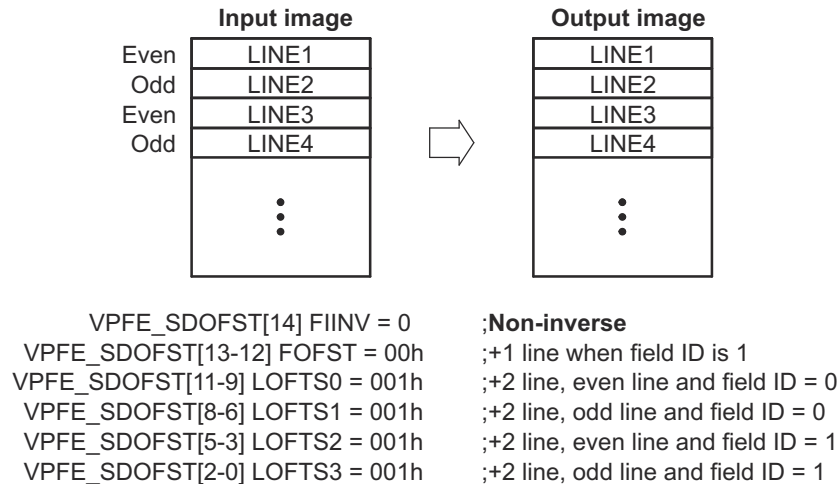 Input image Output image
Even LINE1 LINE1
Odd LINE2 LINE2
Even LINE3 LINE3
Odd LINE4 LINE4
VPFE_SDOFST[14] FIINV = 0 ;Non-inverse
VPFE_SDOFST[13-12] FOFST = 00h ;+1 line when field ID is 1
VPFE_SDOFST[11-9] LOFTS0 = 001h ;+2 line, even line and field ID = 0
VPFE_SDOFST[8-6] LOFTS1 = 001h ;+2 line, odd line and field ID = 0
VPFE_SDOFST[5-3] LOFTS2 = 001h ;+2 line, even line and field ID = 1
VPFE_SDOFST[2-0] LOFTS3 = 001h ;+2 line, odd line and field ID = 1